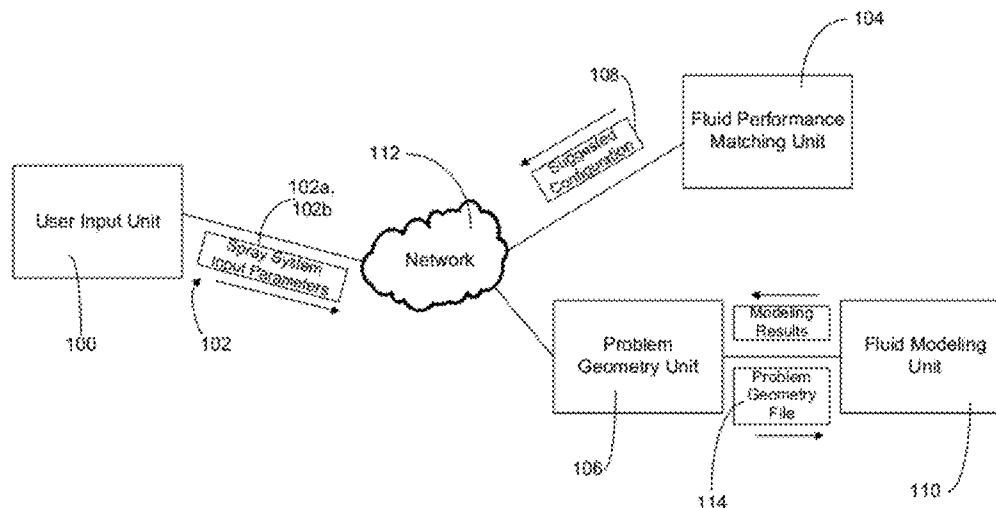 104
Fluid Performance
Matching Unit
108
Suggested
Configuration
112
102a,
102b
User Input Unit
Network
Spray System
Input Parameters
100
102
Problem
Geometry Unit
Modeling
Results
Fluid Modeling
Unit
Problem
Geometry
File
106
114
110